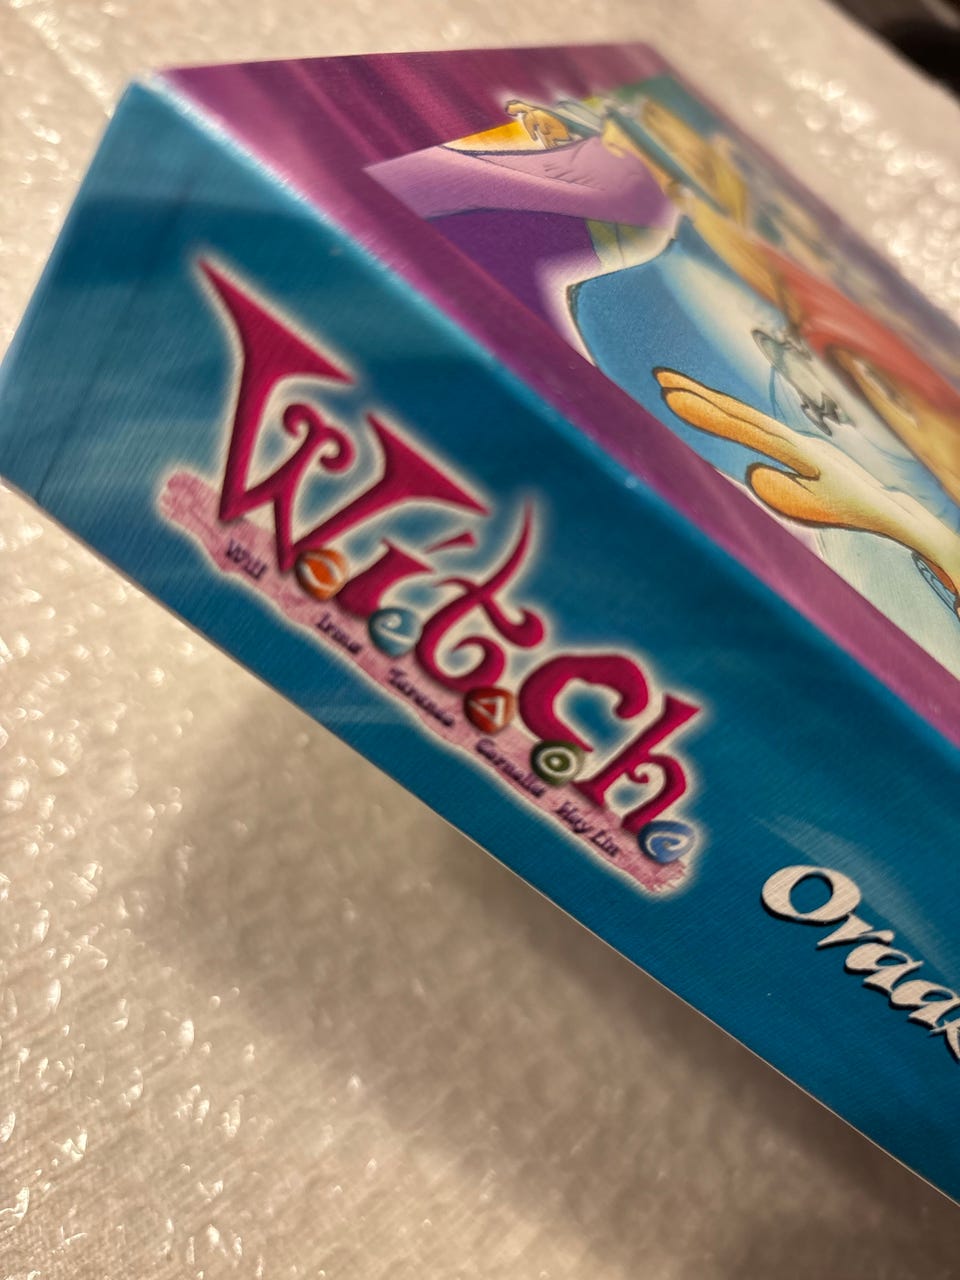 W.i.t.c.h.
Will Irma Taranee Cornelia Hay Lin